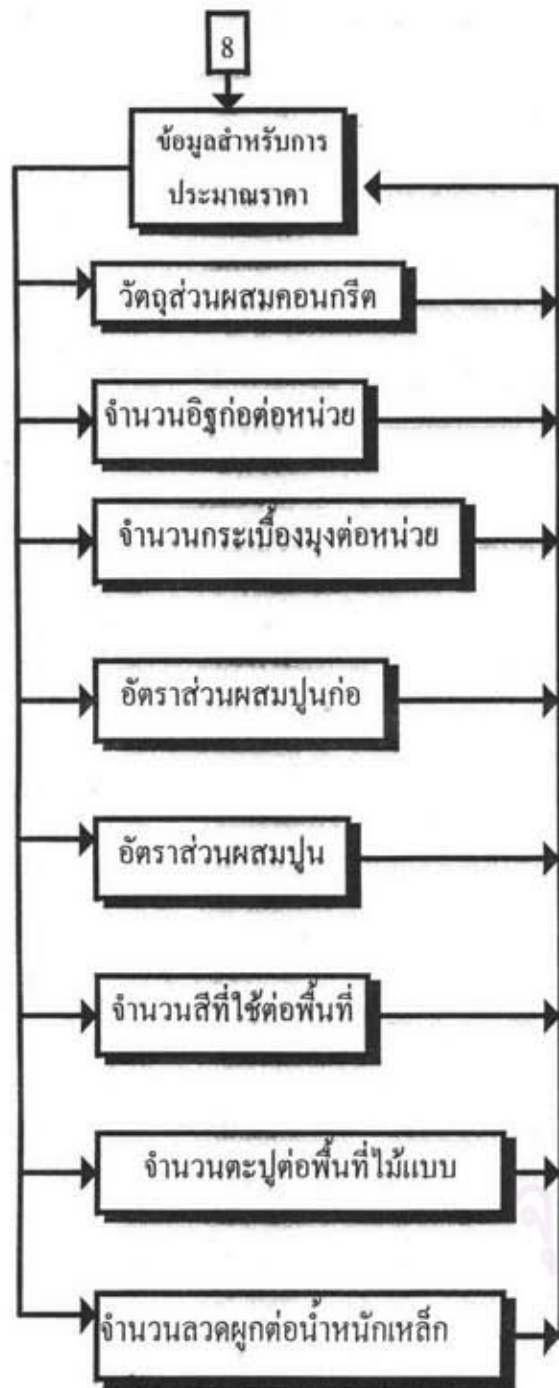 8
ข้อมูลสำหรับการ
ประมาณราคา
วัตถุส่วนผสมคอนกรีต
จำนวนอิฐก่อต่อหน่วย
จำนวนกระเบื้องมุงต่อหน่วย
อัตราส่วนผสมปูนก่อ
อัตราส่วนผสมปูน
จำนวนสีที่ใช้ต่อพื้นที่
จำนวนตะปูต่อพื้นที่ไม้แบบ
จำนวนลวดผูกต่อน้ำหนักเหล็ก